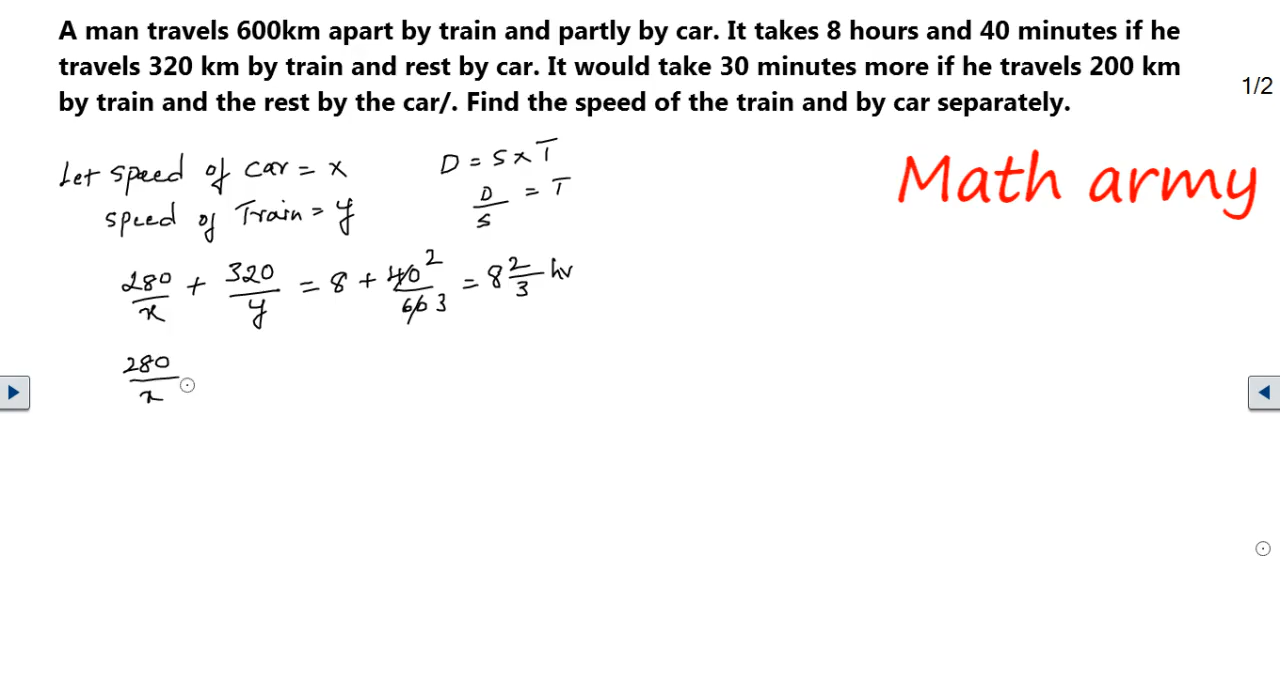 A man travels 600km apart by train and partly by car. It takes 8 hours and 40 minutes if he
travels 320 km by train and rest by car. It would take 30 minutes more if he travels 200 km
by train and the rest by the car/. Find the speed of the train and by car separately.
1/2
Math army
Let speed of car = x
D = S x T
speed of Train = y
D/S = T
280/x + 320/y = 8 + 40 2/60 3 = 8 2/3 hr
280/x